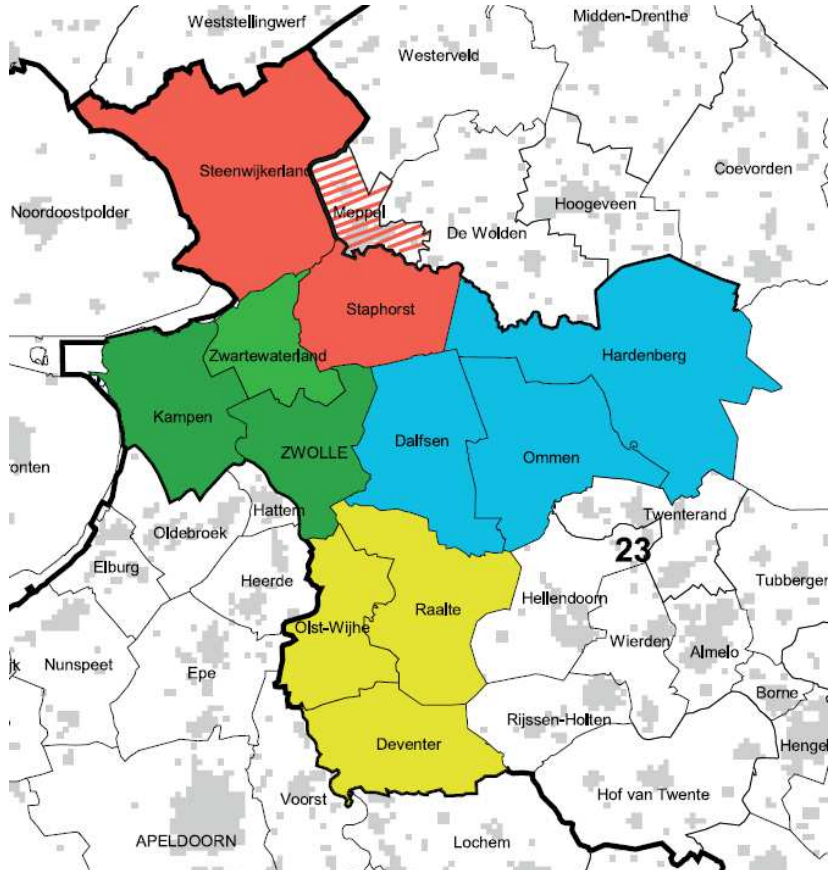 Weststellingwerf
Midden-Drenthe
Westerveld
Steenwijkerland
Coevorden
Noordoostpolder
Meppel
Hoogeveen
De Wolden
Staphorst
Zwartewaterland
Hardenberg
Kampen
Dalfsen
ZWOLLE
Ommen
ronten
Hattem
Twenterand
Oldebroek
23
Elburg
Heerde
Tubbergen
Hellendoorn
Raalte
Olst-Wijhe
Wierden
Almelo
Nunspeet
Epe
Borne
Rijssen-Holten
Deventer
Hengel
Voorst
Hof van Twente
APELDOORN
Lochem